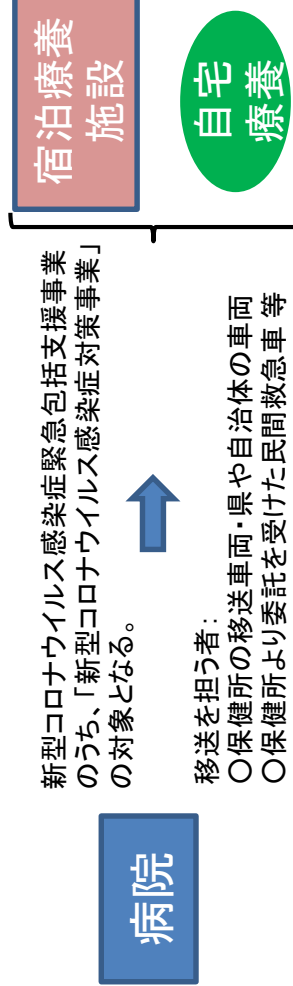 病院
新型コロナウイルス感染症緊急包括支援事業
のうち、「新型コロナウイルス感染症対策事業」
の対象となる。
移送を担う者：
○保健所の移送車両・県や自治体の車両
○保健所より委託を受けた民間救急車 等
宿泊療養
施設
自宅
療養